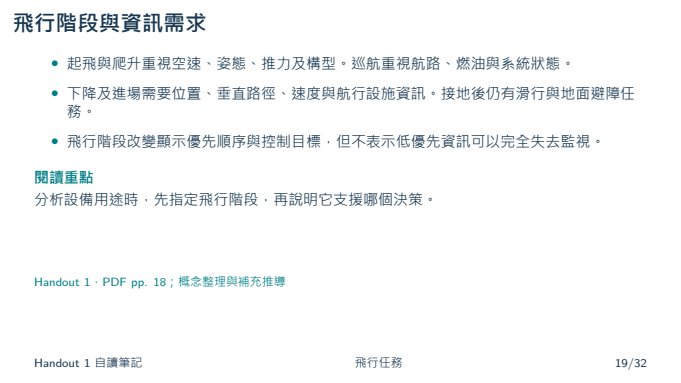 飛行階段與資訊需求
• 起飛與爬升重視空速、姿態、推力及構型。巡航重視航路、燃油與系統狀態。
• 下降及進場需要位置、垂直路徑、速度與航行設施資訊。接地後仍有滑行與地面避障任
務。
• 飛行階段改變顯示優先順序與控制目標，但不表示低優先資訊可以完全失去監視。
閱讀重點
分析設備用途時，先指定飛行階段，再說明它支援哪個決策。
Handout 1 · PDF pp. 18；概念整理與補充推導
Handout 1 自讀筆記 飛行任務 19/32